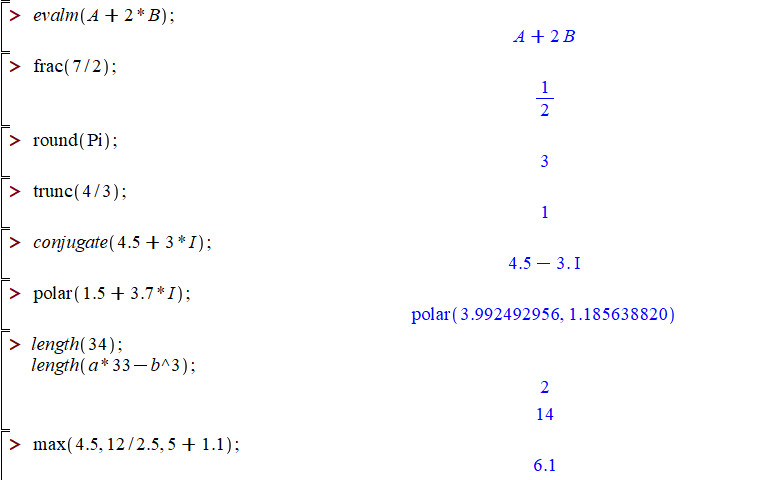 > evalm(A + 2*B);
A + 2 B
> frac(7/2);
1
2
> round(Pi);
3
> trunc(4/3);
1
> conjugate(4.5 + 3*I);
4.5 − 3. I
> polar(1.5 + 3.7*I);
polar(3.992492956, 1.185638820)
> length(34);
length(a*33−b^3);
2
14
> max(4.5, 12/2.5, 5 + 1.1);
6.1